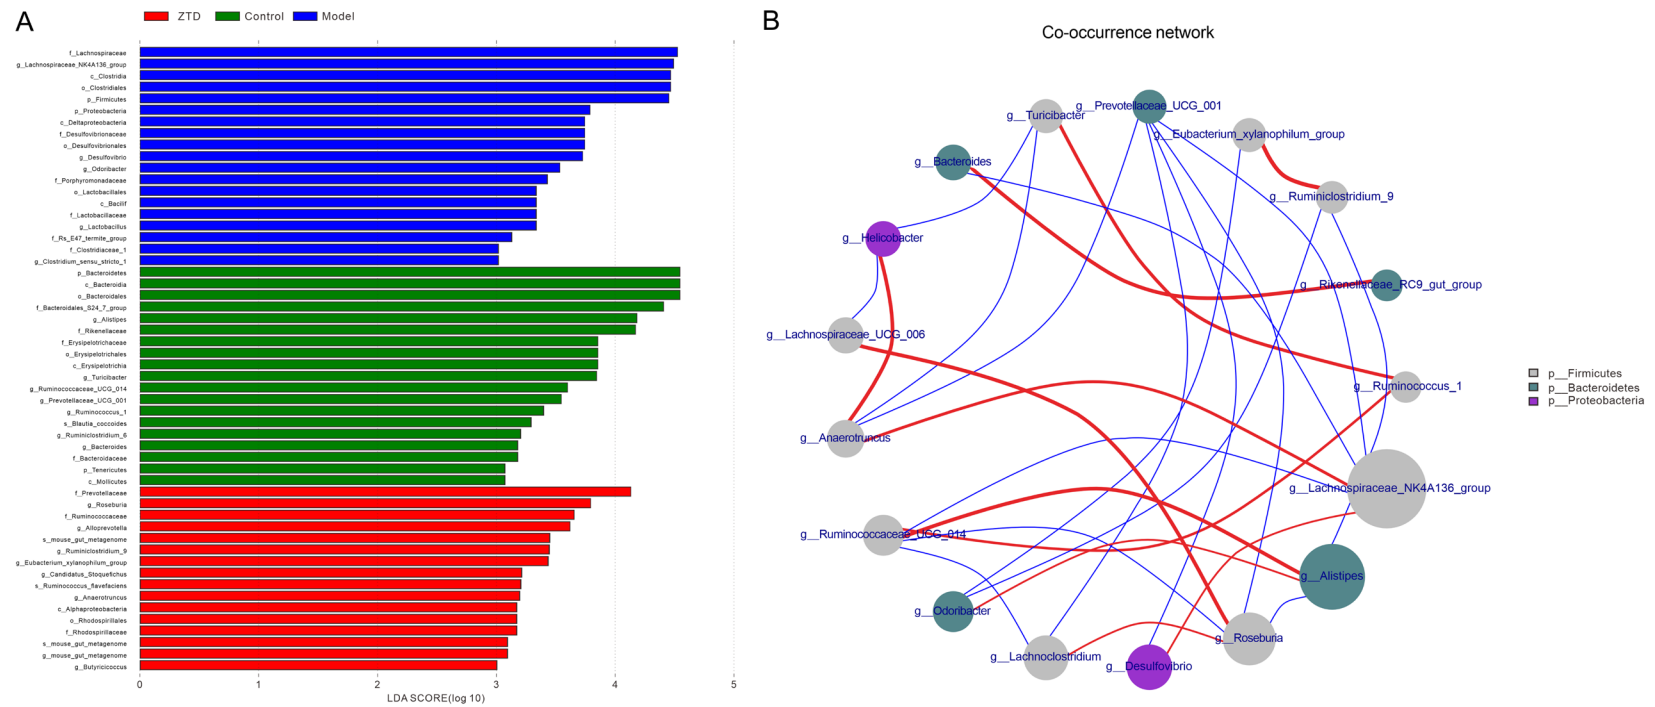 A
ZTD
Control
Model
f_Lachnospiraceae
g_Lachnospiraceae_NK4A136_group
c_Clostridia
o_Clostridiales
p_Firmicutes
p_Proteobacteria
c_Deltaproteobacteria
f_Desulfovibrionaceae
o_Desulfovibrionales
g_Desulfovibrio
g_Odoribacter
f_Porphyromonadaceae
o_Lactobacillales
c_Bacilif
f_Lactobacillaceae
g_Lactobacillus
f_Rs_E47_termite_group
f_Clostridiaceae_1
g_Clostridium_sensu_stricto_1
p_Bacteroidetes
c_Bacteroidia
o_Bacteroidales
f_Bacteroidales_S24_7_group
g_Alistipes
f_Rikenellaceae
f_Erysipelotrichaceae
o_Erysipelotrichales
c_Erysipelotrichia
g_Turicibacter
g_Ruminococcaceae_UCG_014
g_Prevotellaceae_UCG_001
g_Ruminococcus_1
s_Blautia_coccoides
g_Ruminiclostridium_6
g_Bacteroides
f_Bacteroidaceae
p_Tenericutes
c_Mollicutes
f_Prevotellaceae
g_Roseburia
f_Ruminococcaceae
g_Alloprevotella
s_mouse_gut_metagenome
g_Ruminiclostridium_9
g_Eubacterium_xylanophilum_group
g_Candidatus_Stoquefichus
s_Ruminococcus_flavefaciens
g_Anaerotruncus
c_Alphaproteobacteria
o_Rhodospirillales
f_Rhodospirillaceae
s_mouse_gut_metagenome
g_mouse_gut_metagenome
g_Butyricicoccus
0 1 2 3 4 5
LDA SCORE(log 10)
B
Co-occurrence network
g__Prevotellaceae_UCG_001
g__Turicibacter
g__Eubacterium_xylanophilum_group
g__Bacteroides
g__Ruminiclostridium_9
g__Helicobacter
g__Rikenellaceae_RC9_gut_group
g__Lachnospiraceae_UCG_006
g__Ruminococcus_1
g__Anaerotruncus
g__Lachnospiraceae_NK4A136_group
g__Ruminococcaceae_UCG_014
g__Alistipes
g__Odoribacter
g__Roseburia
g__Lachnoclostridium
g__Desulfovibrio
p__Firmicutes
p__Bacteroidetes
p__Proteobacteria